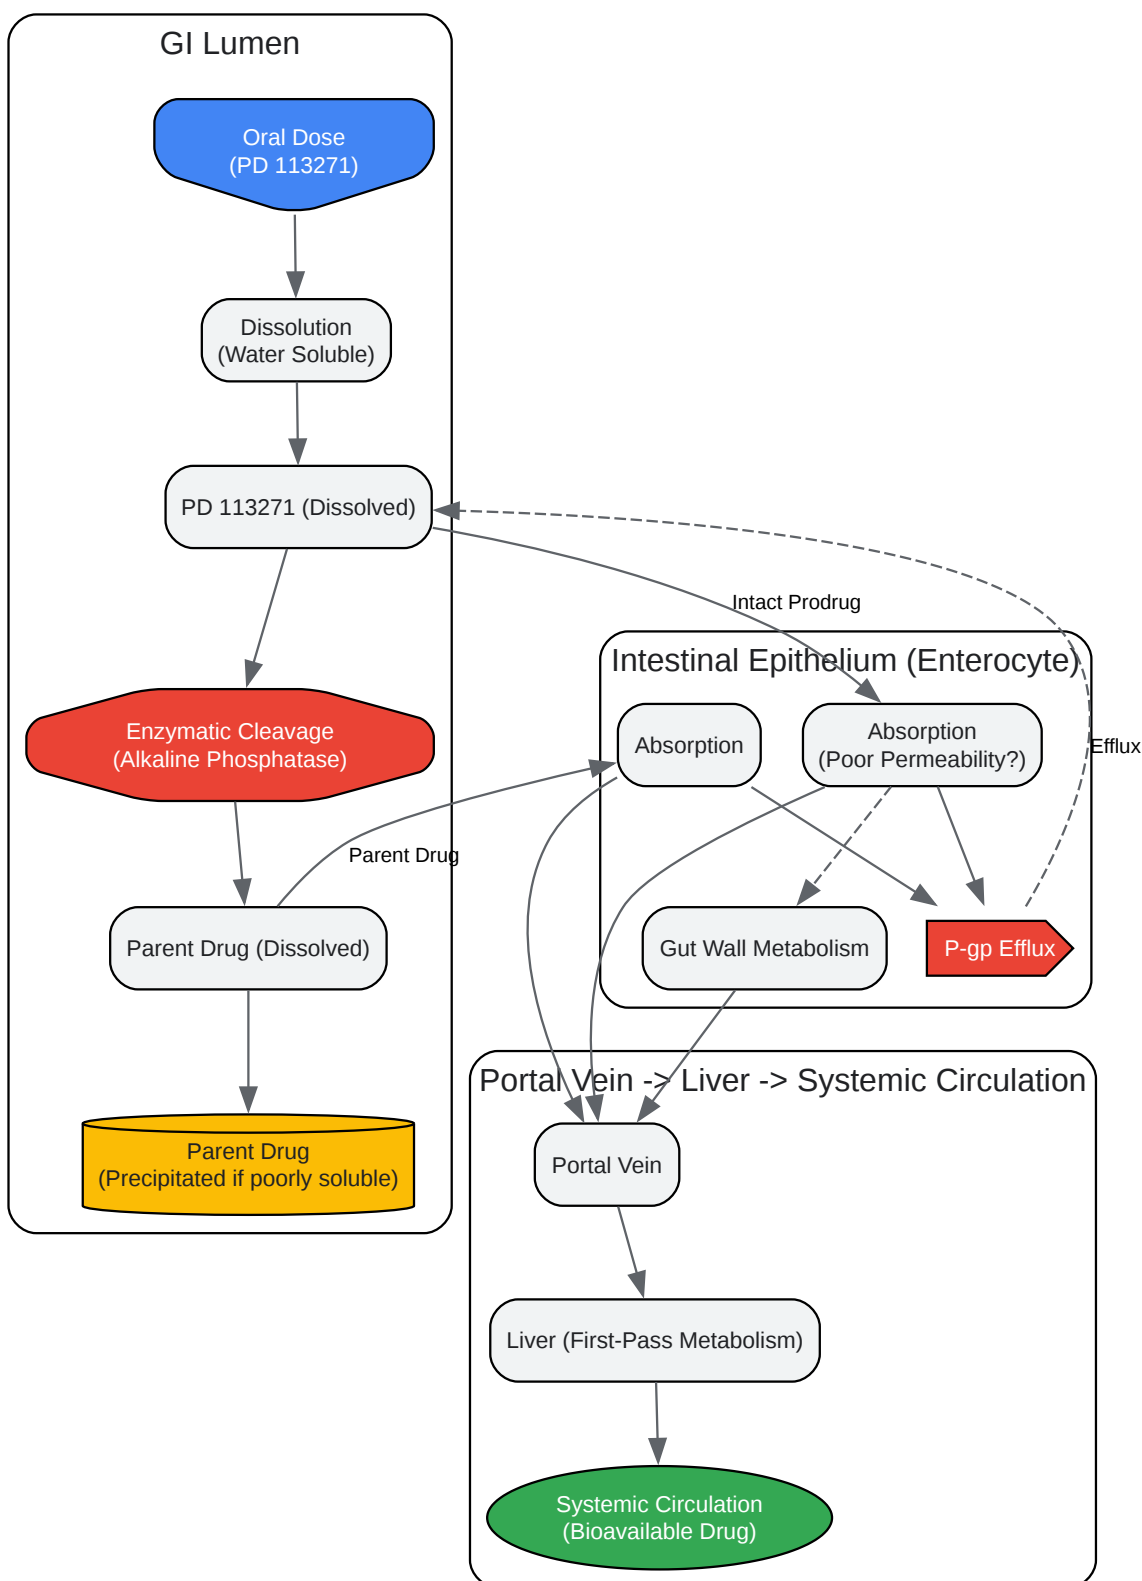 GI Lumen
Oral Dose
(PD 113271)
Dissolution
(Water Soluble)
PD 113271 (Dissolved)
Intact Prodrug
Intestinal Epithelium (Enterocyte)
Enzymatic Cleavage
(Alkaline Phosphatase)
Absorption
Absorption
(Poor Permeability?)
Efflux
Parent Drug
Parent Drug (Dissolved)
Gut Wall Metabolism
P-gp Efflux
Portal Vein -> Liver -> Systemic Circulation
Parent Drug
(Precipitated if poorly soluble)
Portal Vein
Liver (First-Pass Metabolism)
Systemic Circulation
(Bioavailable Drug)